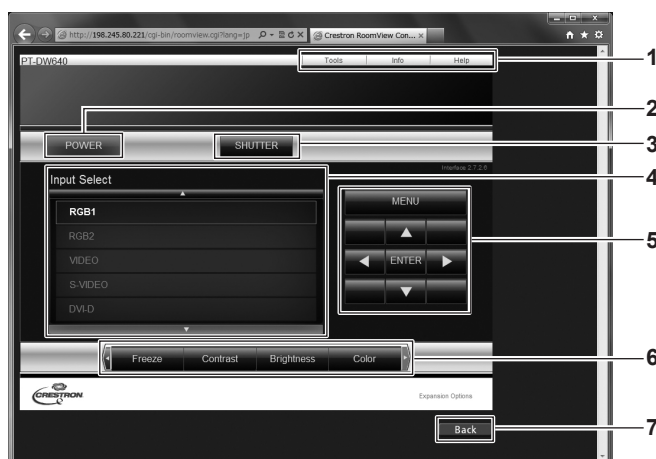 http://198.245.80.221/cgi-bin/roomview.cgi?lang=jp
Crestron RoomView Con... ×
PT-DW640
Tools Info Help
1
2
POWER
SHUTTER
3
Interface 2.7.2.6
4
Input Select
RGB1
RGB2
VIDEO
S-VIDEO
DVI-D
MENU
ENTER
5
Freeze Contrast Brightness Color
6
CRESTRON
Expansion Options
Back
7